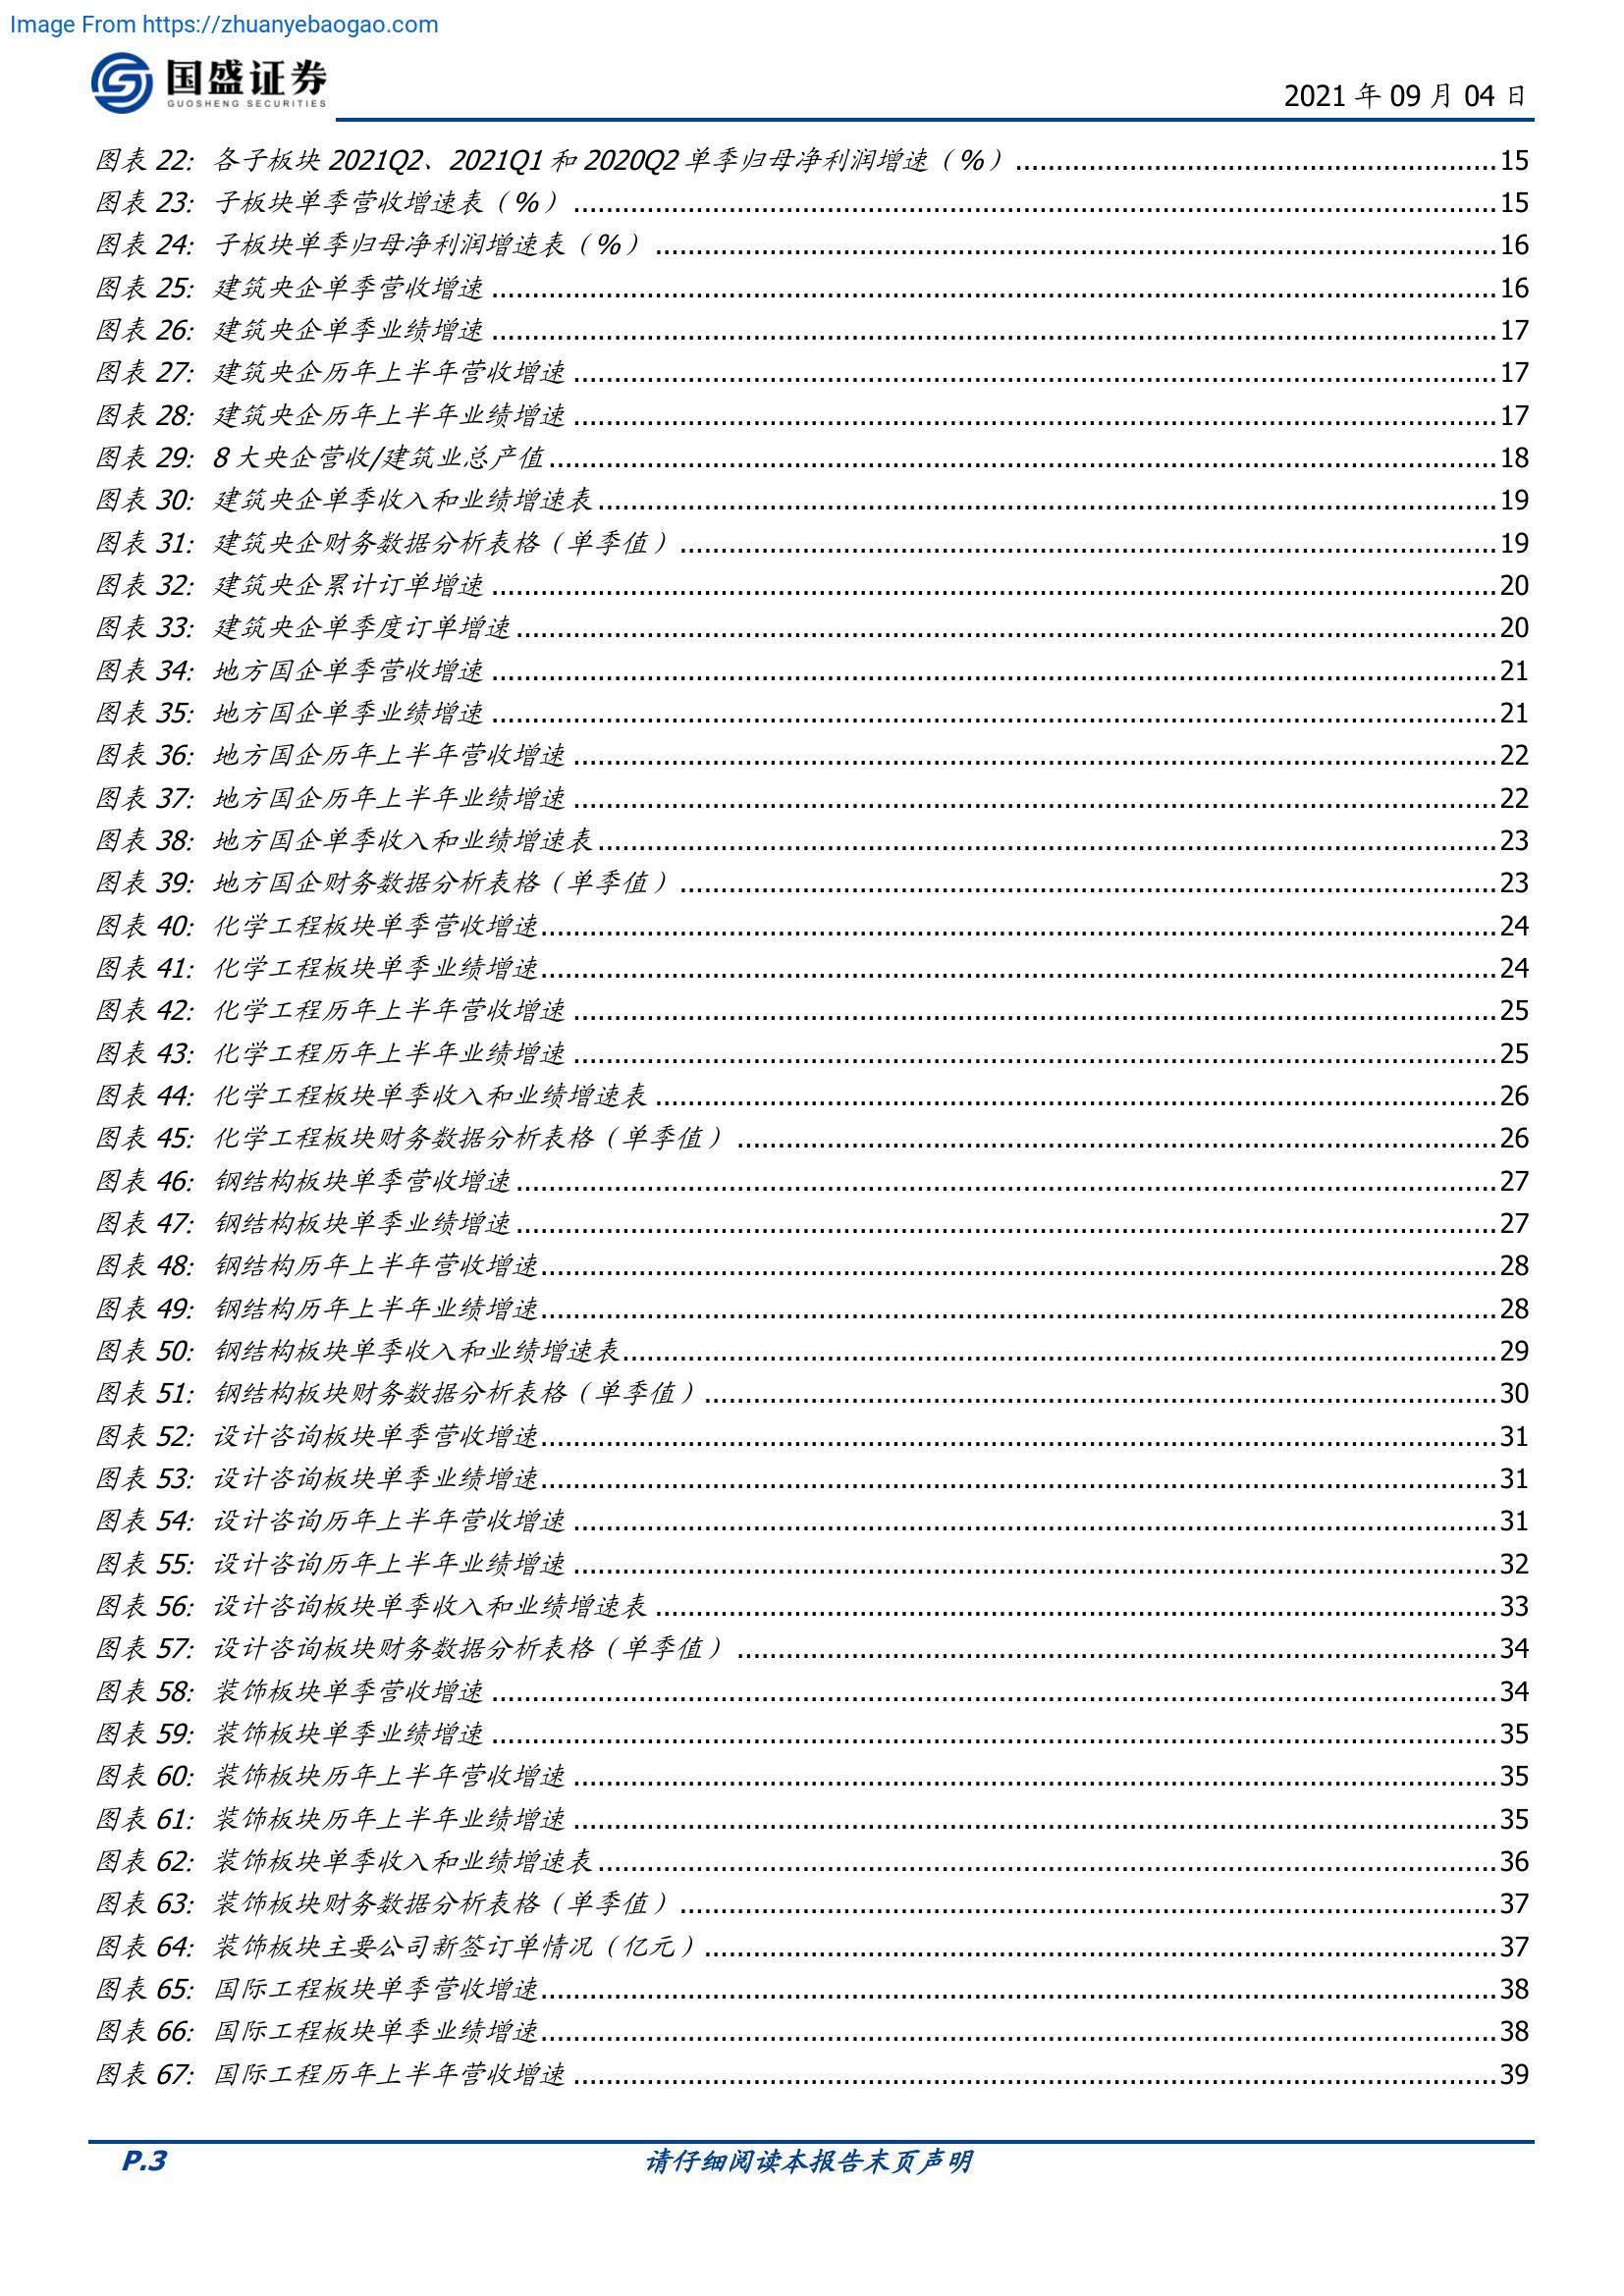 Image From https://zhuanyebaogao.com
国盛证券
GUOSHENG SECURITIES
2021 年 09 月 04 日
图表 22: 各子板块 2021Q2、2021Q1 和 2020Q2 单季归母净利润增速（%）15
图表 23: 子板块单季营收增速表（%）15
图表 24: 子板块单季归母净利润增速表（%）16
图表 25: 建筑央企单季营收增速 16
图表 26: 建筑央企单季业绩增速 17
图表 27: 建筑央企历年上半年营收增速 17
图表 28: 建筑央企历年上半年业绩增速 17
图表 29: 8 大央企营收/建筑业总产值 18
图表 30: 建筑央企单季收入和业绩增速表 19
图表 31: 建筑央企财务数据分析表格（单季值）19
图表 32: 建筑央企累计订单增速 20
图表 33: 建筑央企单季度订单增速 20
图表 34: 地方国企单季营收增速 21
图表 35: 地方国企单季业绩增速 21
图表 36: 地方国企历年上半年营收增速 22
图表 37: 地方国企历年上半年业绩增速 22
图表 38: 地方国企单季收入和业绩增速表 23
图表 39: 地方国企财务数据分析表格（单季值）23
图表 40: 化学工程板块单季营收增速 24
图表 41: 化学工程板块单季业绩增速 24
图表 42: 化学工程历年上半年营收增速 25
图表 43: 化学工程历年上半年业绩增速 25
图表 44: 化学工程板块单季收入和业绩增速表 26
图表 45: 化学工程板块财务数据分析表格（单季值）26
图表 46: 钢结构板块单季营收增速 27
图表 47: 钢结构板块单季业绩增速 27
图表 48: 钢结构历年上半年营收增速 28
图表 49: 钢结构历年上半年业绩增速 28
图表 50: 钢结构板块单季收入和业绩增速表 29
图表 51: 钢结构板块财务数据分析表格（单季值）30
图表 52: 设计咨询板块单季营收增速 31
图表 53: 设计咨询板块单季业绩增速 31
图表 54: 设计咨询历年上半年营收增速 31
图表 55: 设计咨询历年上半年业绩增速 32
图表 56: 设计咨询板块单季收入和业绩增速表 33
图表 57: 设计咨询板块财务数据分析表格（单季值）34
图表 58: 装饰板块单季营收增速 34
图表 59: 装饰板块单季业绩增速 35
图表 60: 装饰板块历年上半年营收增速 35
图表 61: 装饰板块历年上半年业绩增速 35
图表 62: 装饰板块单季收入和业绩增速表 36
图表 63: 装饰板块财务数据分析表格（单季值）37
图表 64: 装饰板块主要公司新签订单情况（亿元）37
图表 65: 国际工程板块单季营收增速 38
图表 66: 国际工程板块单季业绩增速 38
图表 67: 国际工程历年上半年营收增速 39
P.3
请仔细阅读本报告末页声明